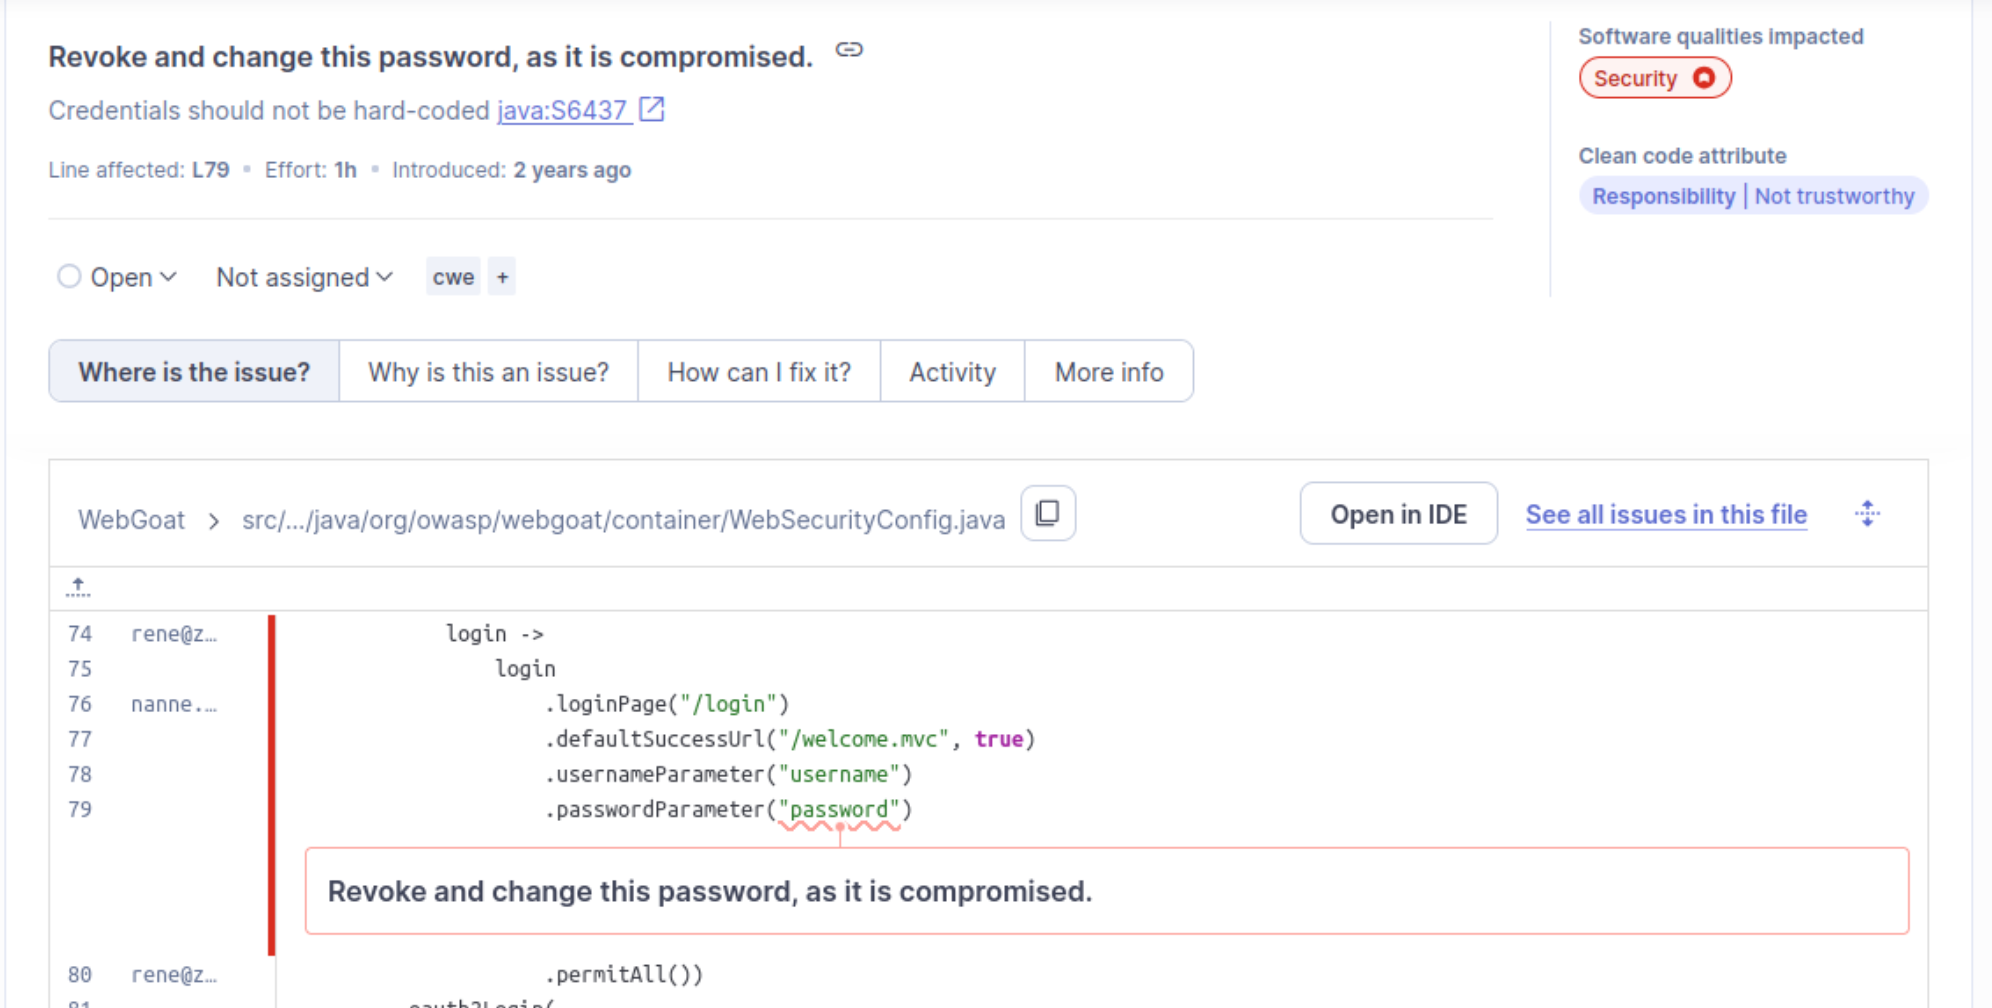 Revoke and change this password, as it is compromised.
Credentials should not be hard-coded java:S6437
Line affected: L79 • Effort: 1h • Introduced: 2 years ago
Software qualities impacted
Security
Clean code attribute
Responsibility | Not trustworthy
Open Not assigned cwe +
Where is the issue? Why is this an issue? How can I fix it? Activity More info
WebGoat > src/.../java/org/owasp/webgoat/container/WebSecurityConfig.java Open in IDE See all issues in this file
74 rene@z… login ->
75 login
76 nanne.… .loginPage("/login")
77 .defaultSuccessUrl("/welcome.mvc", true)
78 .usernameParameter("username")
79 .passwordParameter("password")
Revoke and change this password, as it is compromised.
80 rene@z… .permitAll())
81 oauth2Login(